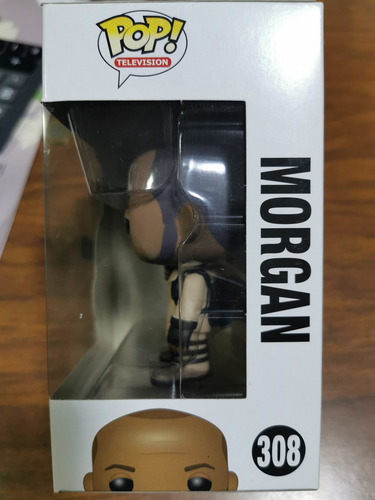 POP!
TELEVISION
MORGAN
308